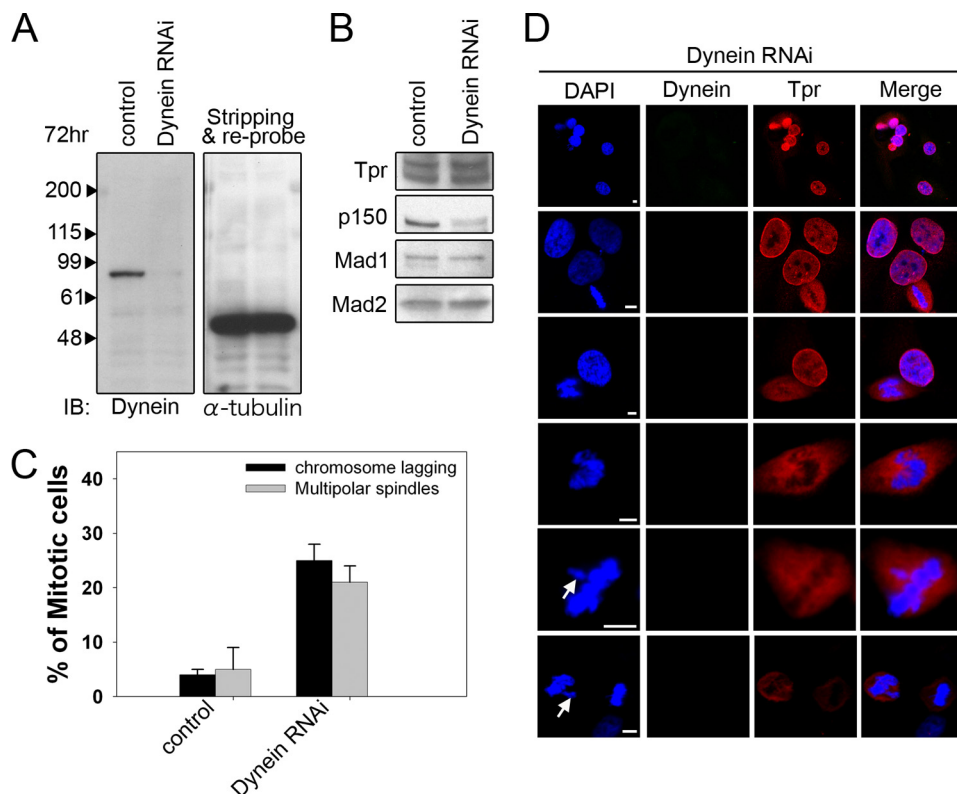 A
control
Dynein RNAi
72hr
Stripping
& re-probe
200
115
99
61
48
IB:
Dynein
α-tubulin
B
control
Dynein RNAi
Tpr
p150
Mad1
Mad2
C
chromosome lagging
Multipolar spindles
% of Mitotic cells
40
30
20
10
0
control
Dynein RNAi
D
Dynein RNAi
DAPI Dynein Tpr Merge